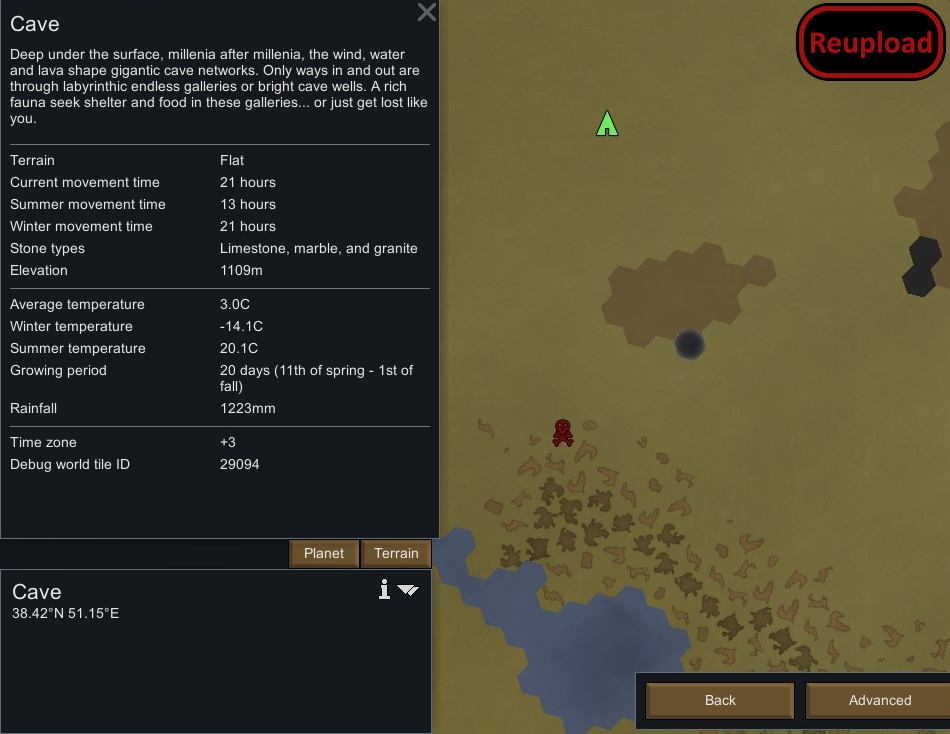 Cave
Deep under the surface, millenia after millenia, the wind, water
and lava shape gigantic cave networks. Only ways in and out are
through labyrinthic endless galleries or bright cave wells. A rich
fauna seek shelter and food in these galleries... or just get lost like
you.
Terrain Flat
Current movement time 21 hours
Summer movement time 13 hours
Winter movement time 21 hours
Stone types Limestone, marble, and granite
Elevation 1109m
Average temperature 3.0C
Winter temperature -14.1C
Summer temperature 20.1C
Growing period 20 days (11th of spring - 1st of
fall)
Rainfall 1223mm
Time zone +3
Debug world tile ID 29094
Planet Terrain
Cave
38.42°N 51.15°E
Reupload
Back Advanced